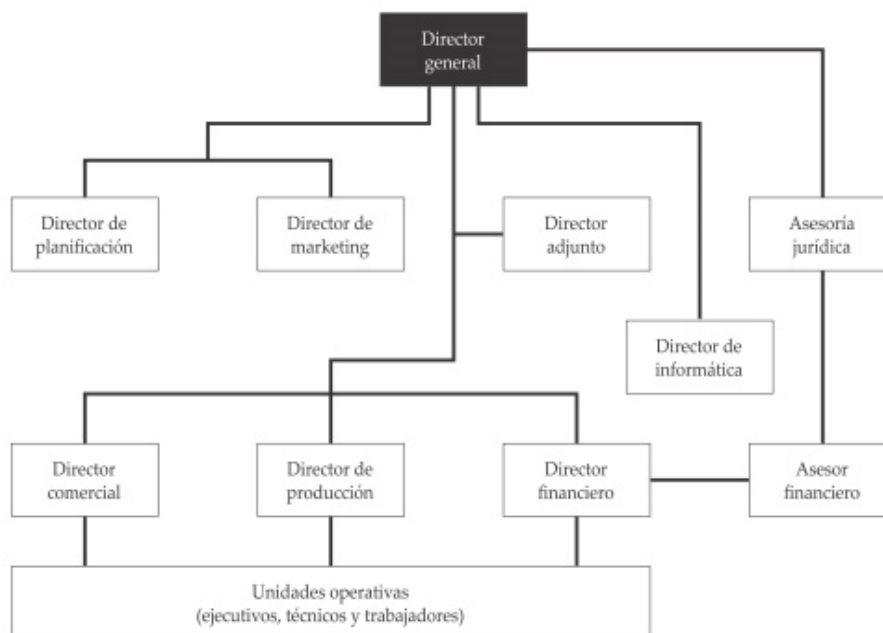 Director
general
Director de
planificación
Director de
marketing
Director
adjunto
Asesoría
jurídica
Director de
informática
Director
comercial
Director de
producción
Director
financiero
Asesor
financiero
Unidades operativas
(ejecutivos, técnicos y trabajadores)